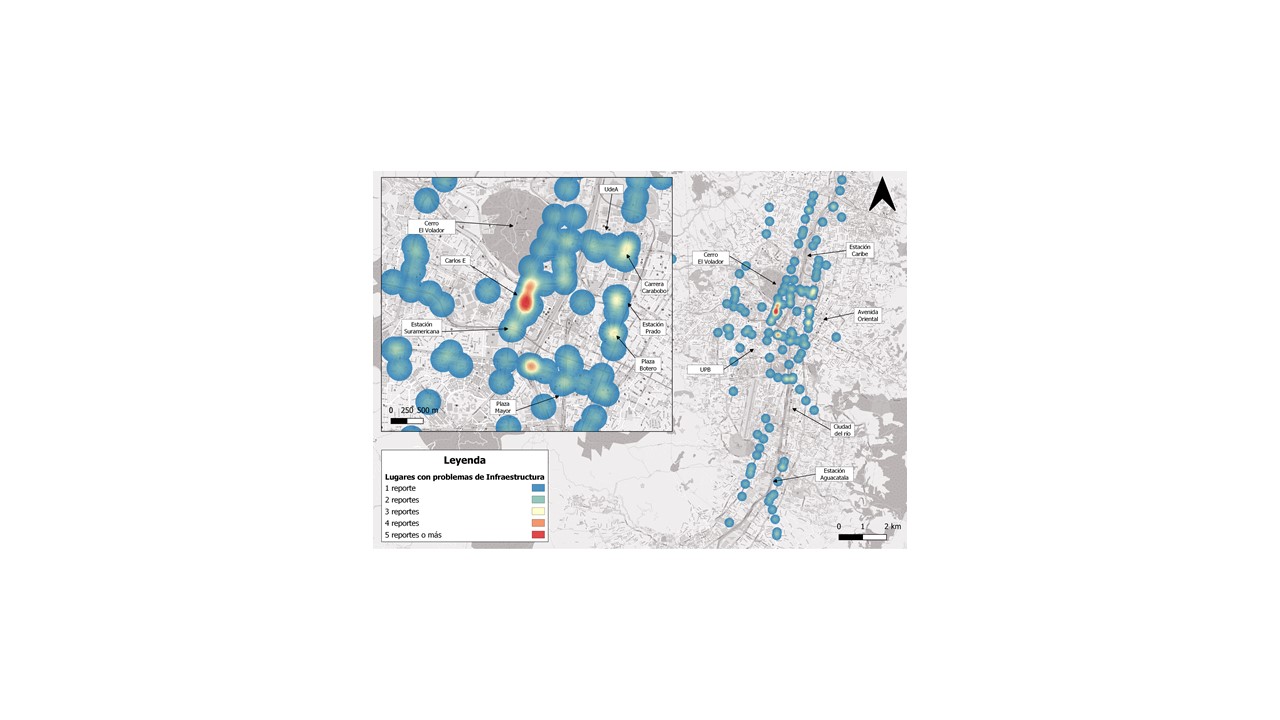 UdeA
Cerro
El Volador
Carlos E
Carrera
Carabobo
Estación
Suramericana
Estación
Prado
Plaza
Botero
Plaza
Mayor
0 250 500 m
Estación
Caribe
Cerro
El Volador
Avenida
Oriental
UPB
Ciudad
del río
Estación
Aguacatala
0 1 2 km
Leyenda
Lugares con problemas de Infraestructura
1 reporte
2 reportes
3 reportes
4 reportes
5 reportes o más